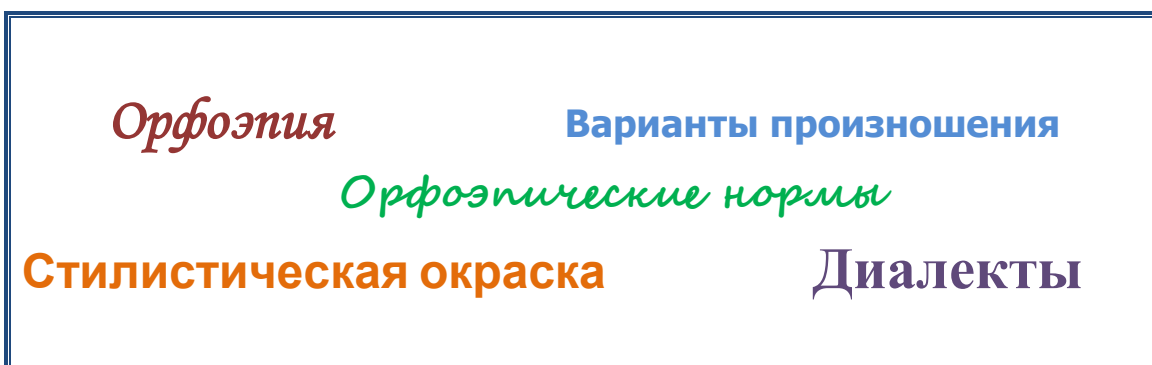 Орфоэпия Варианты произношения
Орфоэпические нормы
Стилистическая окраска Диалекты